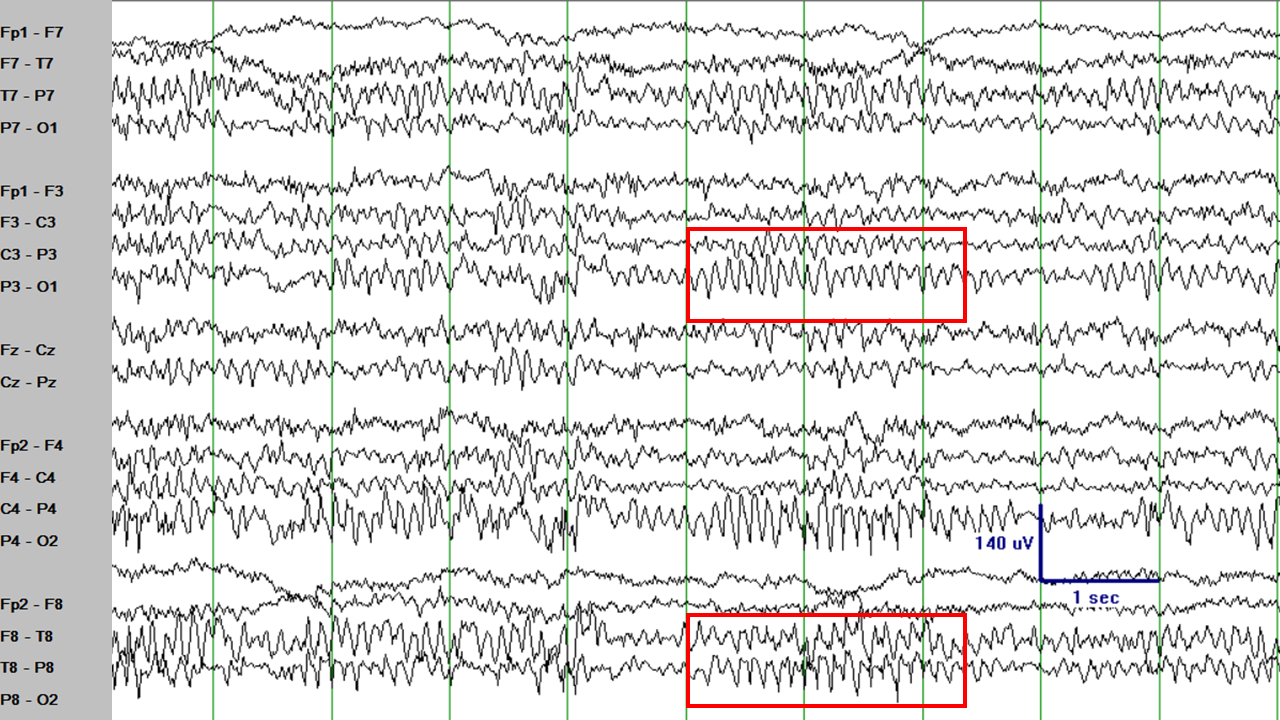 Fp1 - F7
F7 - T7
T7 - P7
P7 - O1
Fp1 - F3
F3 - C3
C3 - P3
P3 - O1
Fz - Cz
Cz - Pz
Fp2 - F4
F4 - C4
C4 - P4
P4 - O2
140 uV
1 sec
Fp2 - F8
F8 - T8
T8 - P8
P8 - O2